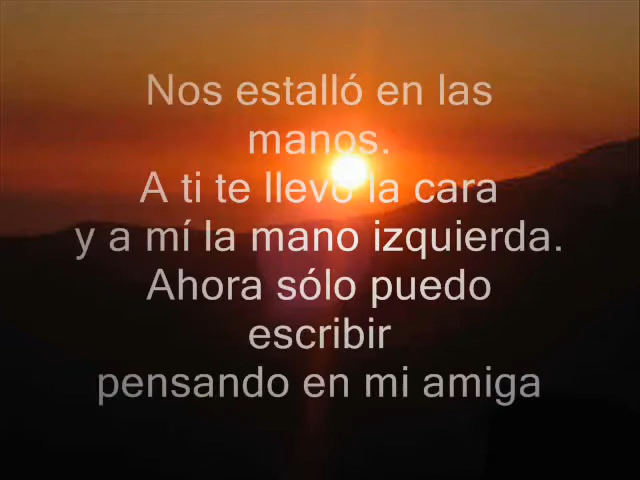 Nos estalló en las
manos.
A ti te llevó la cara
y a mí la mano izquierda.
Ahora sólo puedo
escribir
pensando en mi amiga